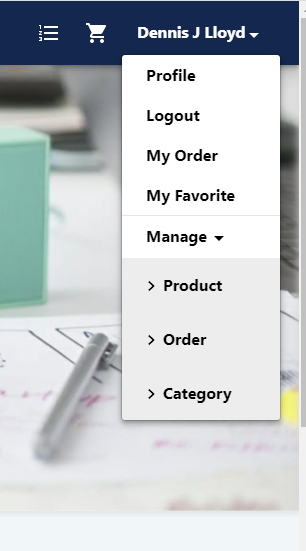 Dennis J Lloyd
Profile
Logout
My Order
My Favorite
Manage
Product
Order
Category